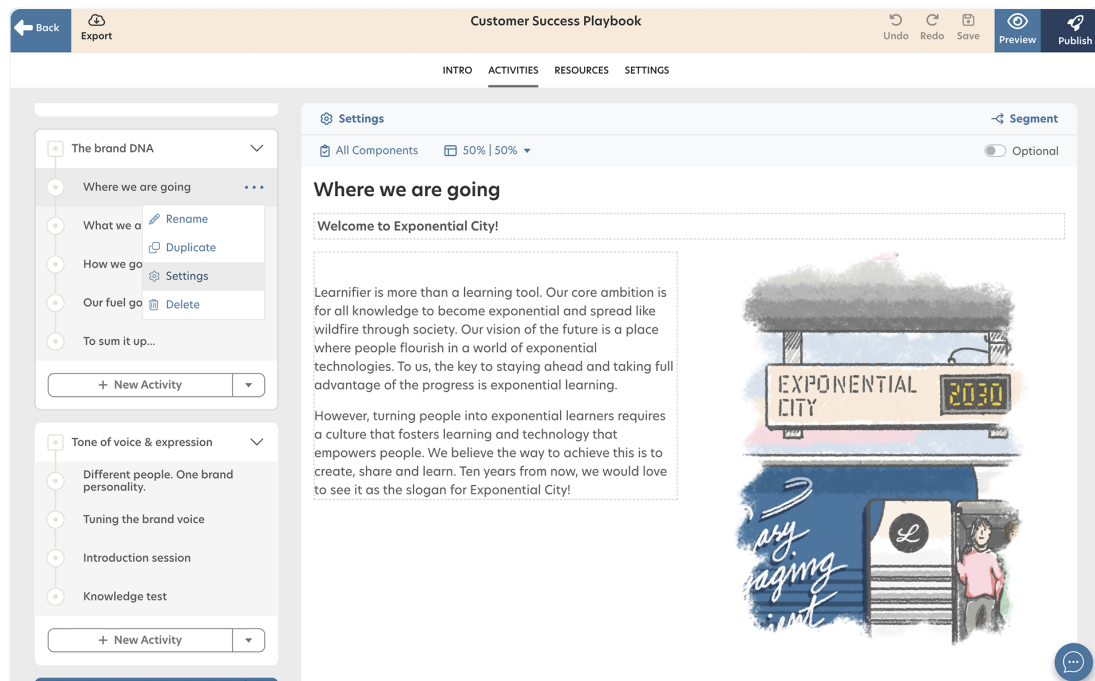 Back
Export
Customer Success Playbook
Undo
Redo
Save
Preview
Publish
INTRO
ACTIVITIES
RESOURCES
SETTINGS
The brand DNA
Where we are going
What we a
How we go
Our fuel go
To sum it up...
Rename
Duplicate
Settings
Delete
+ New Activity
Tone of voice & expression
Different people. One brand
personality.
Tuning the brand voice
Introduction session
Knowledge test
+ New Activity
Settings
Segment
All Components
50% | 50%
Optional
Where we are going
Welcome to Exponential City!
Learnifier is more than a learning tool. Our core ambition is
for all knowledge to become exponential and spread like
wildfire through society. Our vision of the future is a place
where people flourish in a world of exponential
technologies. To us, the key to staying ahead and taking full
advantage of the progress is exponential learning.
However, turning people into exponential learners requires
a culture that fosters learning and technology that
empowers people. We believe the way to achieve this is to
create, share and learn. Ten years from now, we would love
to see it as the slogan for Exponential City!
EXPONENTIAL
CITY
2030
asy
aging
ient
L